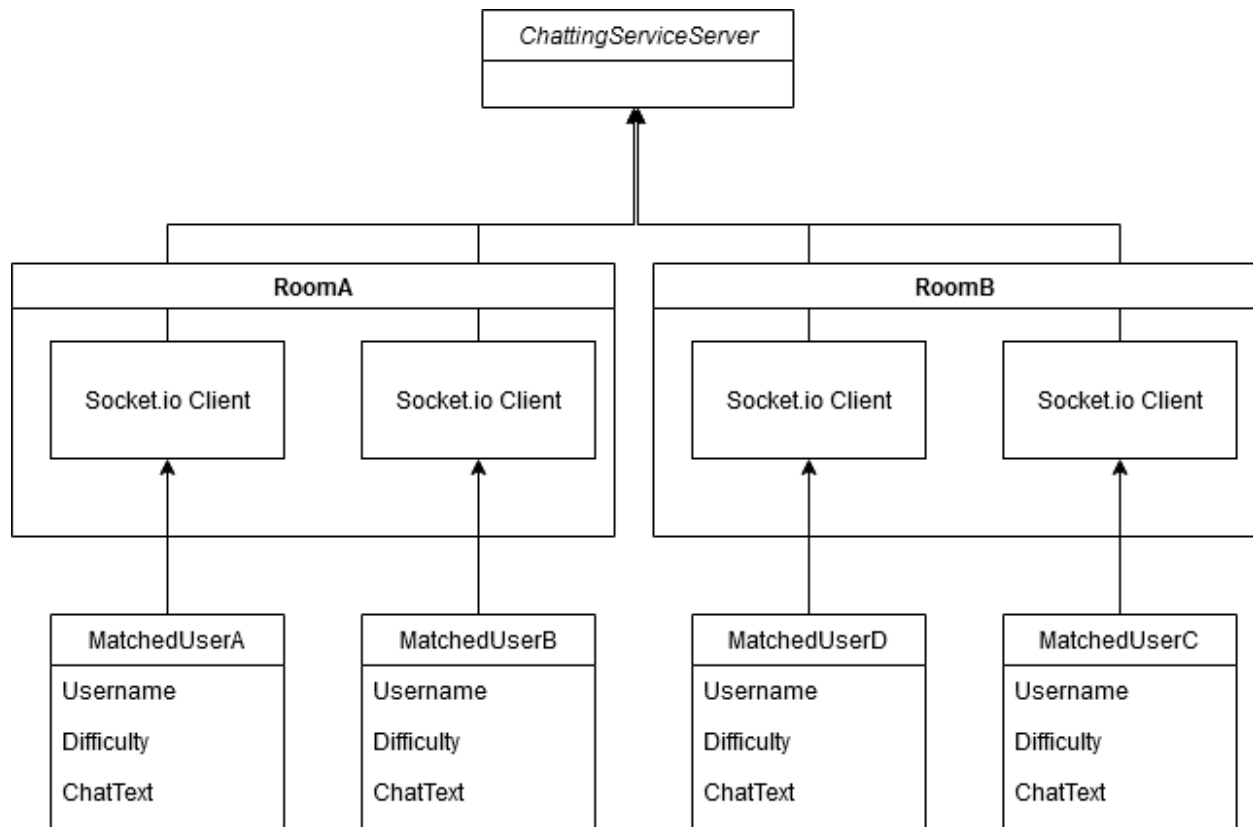 ChattingServiceServer
RoomA
RoomB
Socket.io Client
Socket.io Client
Socket.io Client
Socket.io Client
MatchedUserA
Username
Difficulty
ChatText
MatchedUserB
Username
Difficulty
ChatText
MatchedUserD
Username
Difficulty
ChatText
MatchedUserC
Username
Difficulty
ChatText